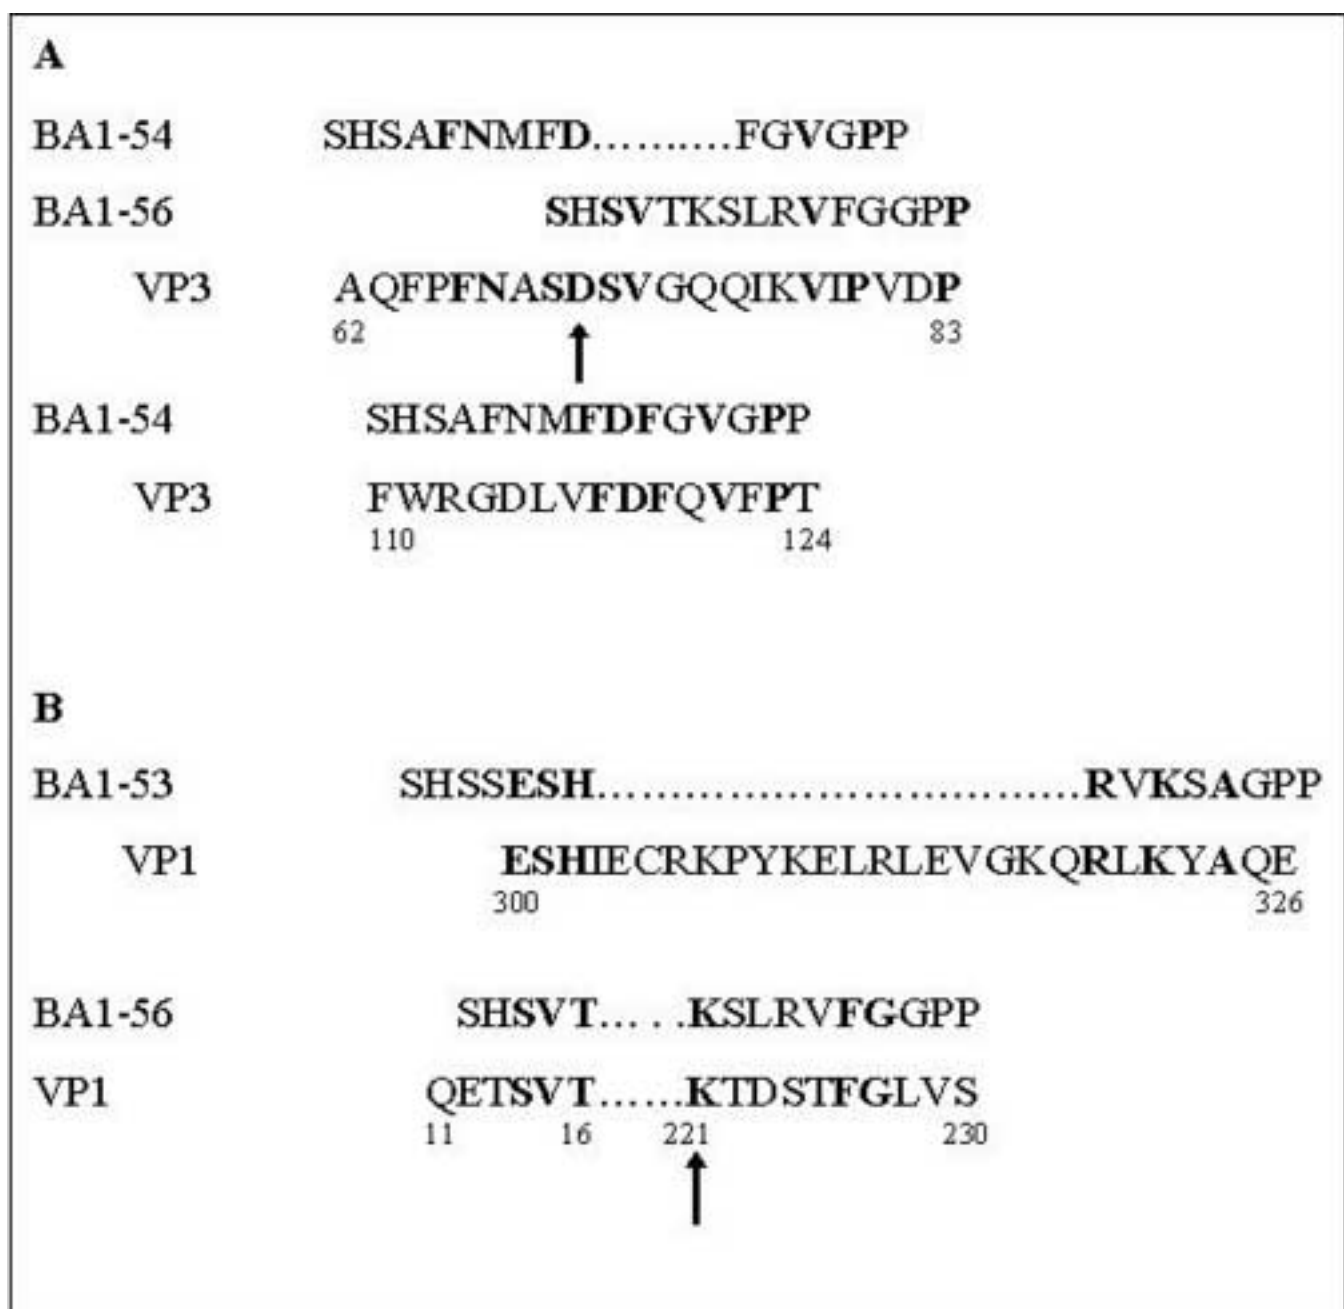 A
BA1-54 SHSAFNMFD……..…FGVGPP
BA1-56 SHSVTKSLRVFGGPP
VP3 AQFPFNASDSVGQQIKVIPVDP
62 83
BA1-54 SHSAFNMFDFGVGPP
VP3 FWRGDLVFDFQVFPT
110 124
B
BA1-53 SHSSESH……………………………RVKSAGPP
VP1 ESHIECRKPYKELRLEVGKQRLKYAQE
300 326
BA1-56 SHSVT… . .KSLRVFGGPP
VP1 QETSVT……KTDSTFGLVS
11 16 221 230